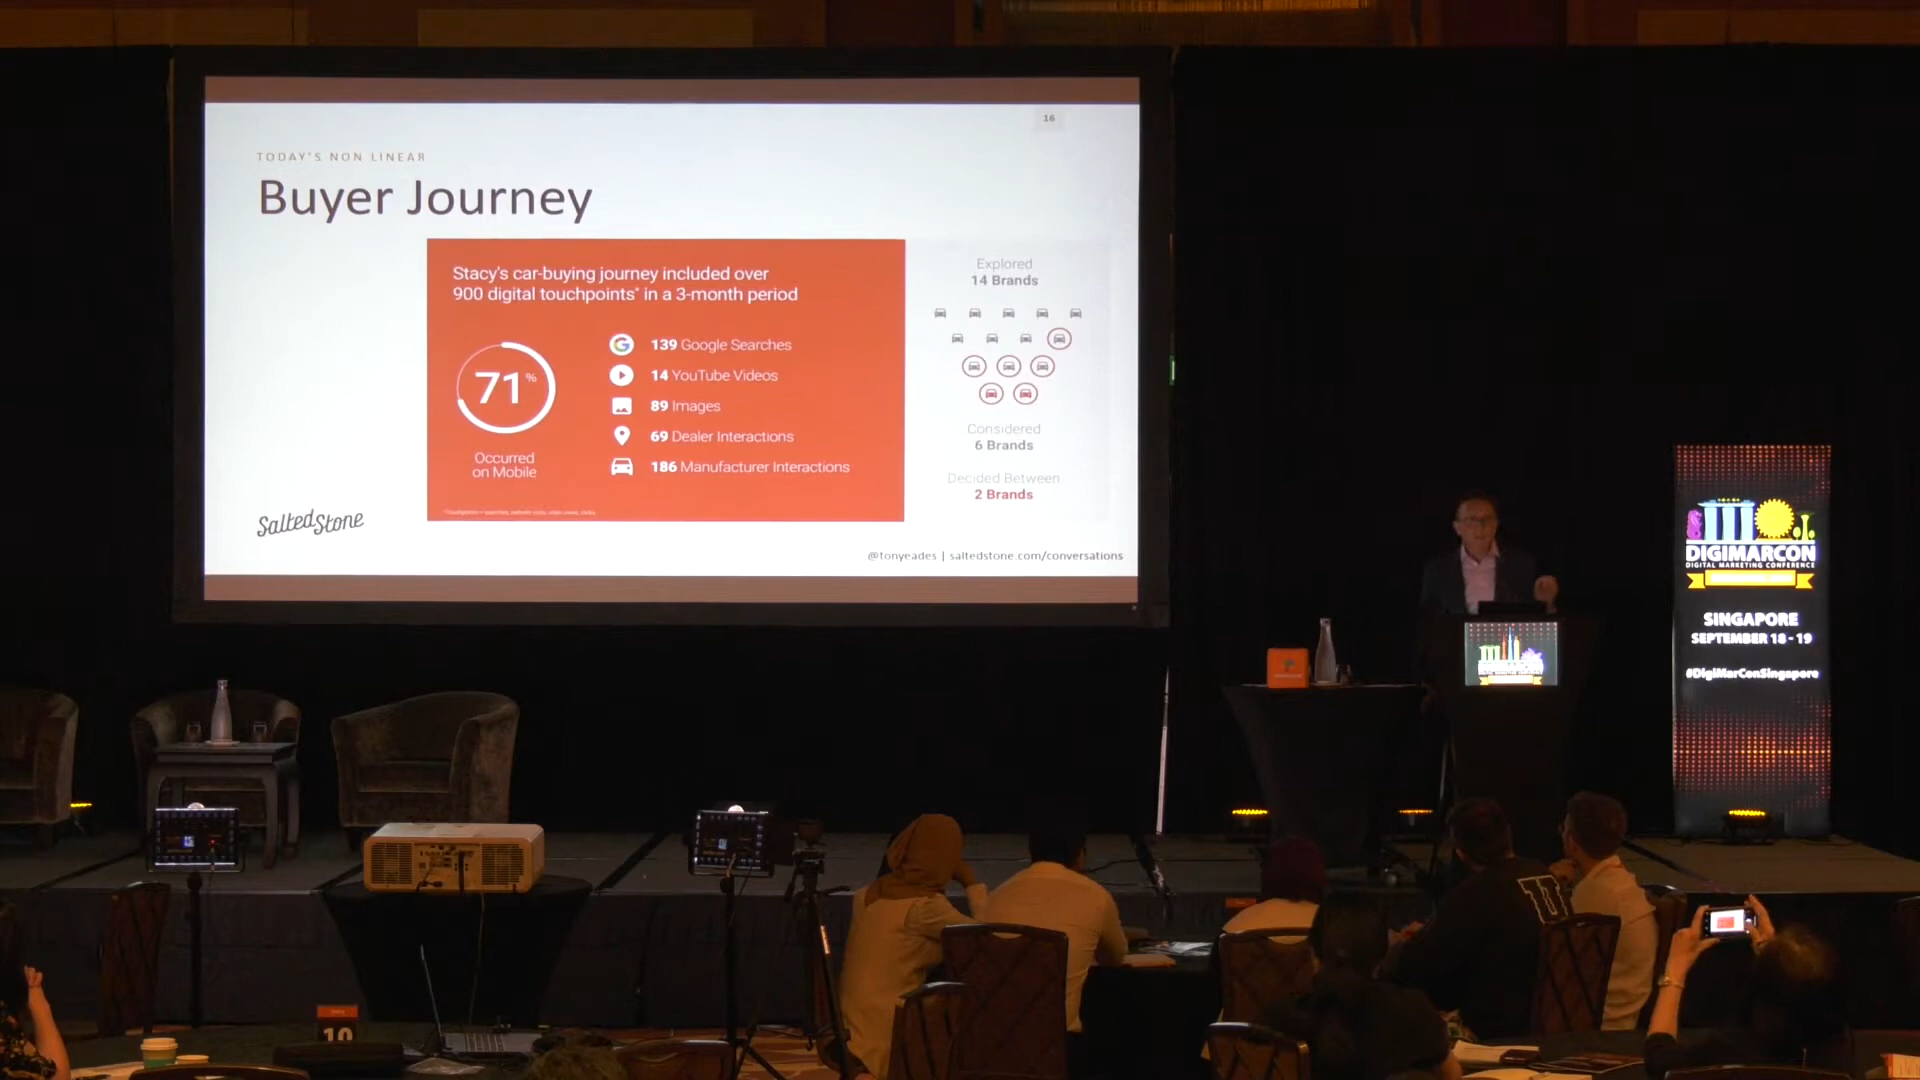 16
TODAY'S NON LINEAR
Buyer Journey
Stacy's car-buying journey included over
900 digital touchpoints* in a 3-month period
71%
Occurred
on Mobile
139 Google Searches
14 YouTube Videos
89 Images
69 Dealer Interactions
186 Manufacturer Interactions
Explored
14 Brands
Considered
6 Brands
Decided Between
2 Brands
Salted Stone
@tonyeades | saltedstone.com/conversations
DIGIMARCON
DIGITAL MARKETING CONFERENCE
SINGAPORE
SEPTEMBER 18 - 19
#DigiMarConSingapore
10